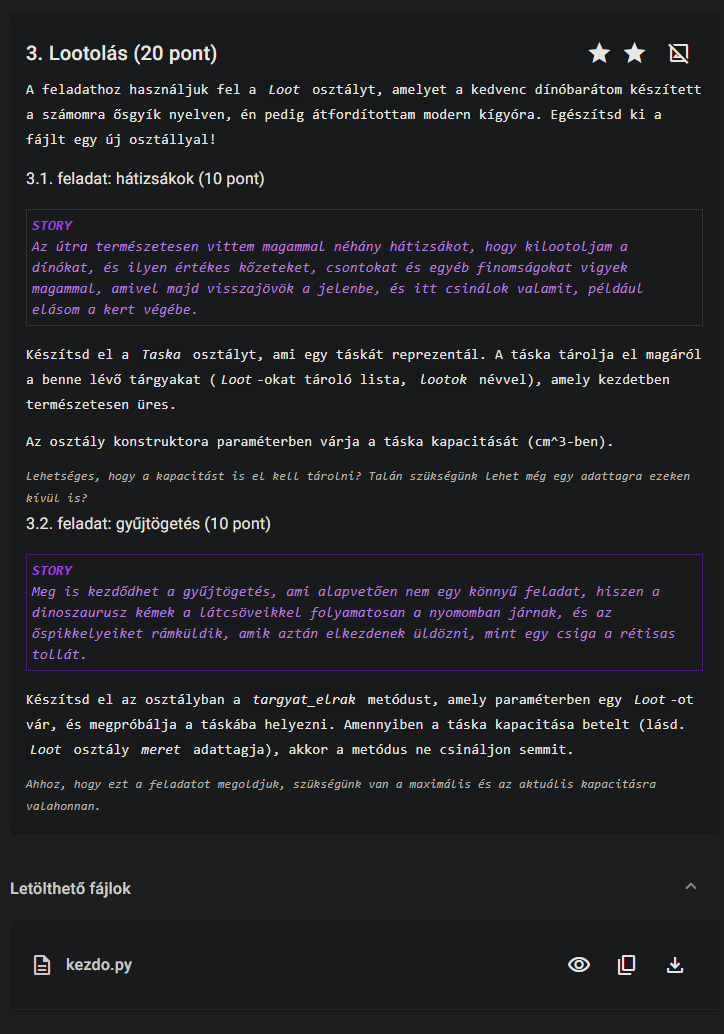 3. Lootolás (20 pont)
A feladathoz használjuk fel a Loot osztályt, amelyet a kedvenc dínóbarátom készített
a számomra ősgyík nyelven, én pedig átfordítottam modern kígyóra. Egészítsd ki a
fájlt egy új osztállyal!
3.1. feladat: hátizsákok (10 pont)
STORY
Az útra természetesen vittem magammal néhány hátizsákot, hogy kilootoljam a
dínókat, és ilyen értékes kőzeteket, csontokat és egyéb finomságokat vigyek
magammal, amivel majd visszajövök a jelenbe, és itt csinálok valamit, például
elásom a kert végébe.
Készítsd el a Taska osztályt, ami egy táskát reprezentál. A táska tárolja el magáról
a benne lévő tárgyakat (Loot-okat tároló lista, lootok névvel), amely kezdetben
természetesen üres.
Az osztály konstruktora paraméterben várja a táska kapacitását (cm^3-ben).
Lehetséges, hogy a kapacitást is el kell tárolni? Talán szükségünk lehet még egy adattagra ezeken
kívül is?
3.2. feladat: gyűjtögetés (10 pont)
STORY
Meg is kezdődhet a gyűjtögetés, ami alapvetően nem egy könnyű feladat, hiszen a
dinoszaurusz kémek a látcsöveikkel folyamatosan a nyomomban járnak, és az
őspikkelyeiket rámküldik, amik aztán elkezdenek üldözni, mint egy csiga a rétisas
tollát.
Készítsd el az osztályban a targyat_elrak metódust, amely paraméterben egy Loot-ot
vár, és megpróbálja a táskába helyezni. Amennyiben a táska kapacitása betelt (lásd.
Loot osztály meret adattagja), akkor a metódus ne csináljon semmit.
Ahhoz, hogy ezt a feladatot megoldjuk, szükségünk van a maximális és az aktuális kapacitásra
valahonnan.
Letölthető fájlok
kezdo.py